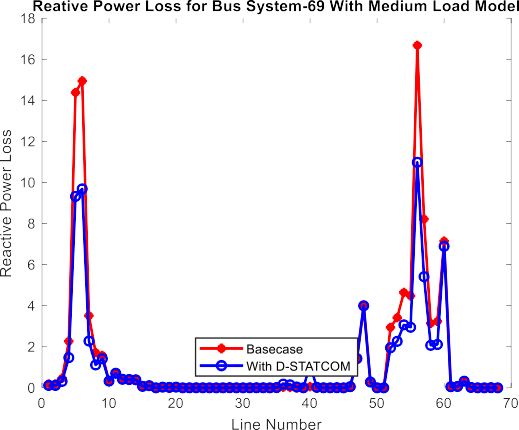 Reative Power Loss for Bus System-69 With Medium Load Model
18
16
14
12
10
8
6
4
2
0
Reactive Power Loss
Basecase
With D-STATCOM
0 10 20 30 40 50 60 70
Line Number